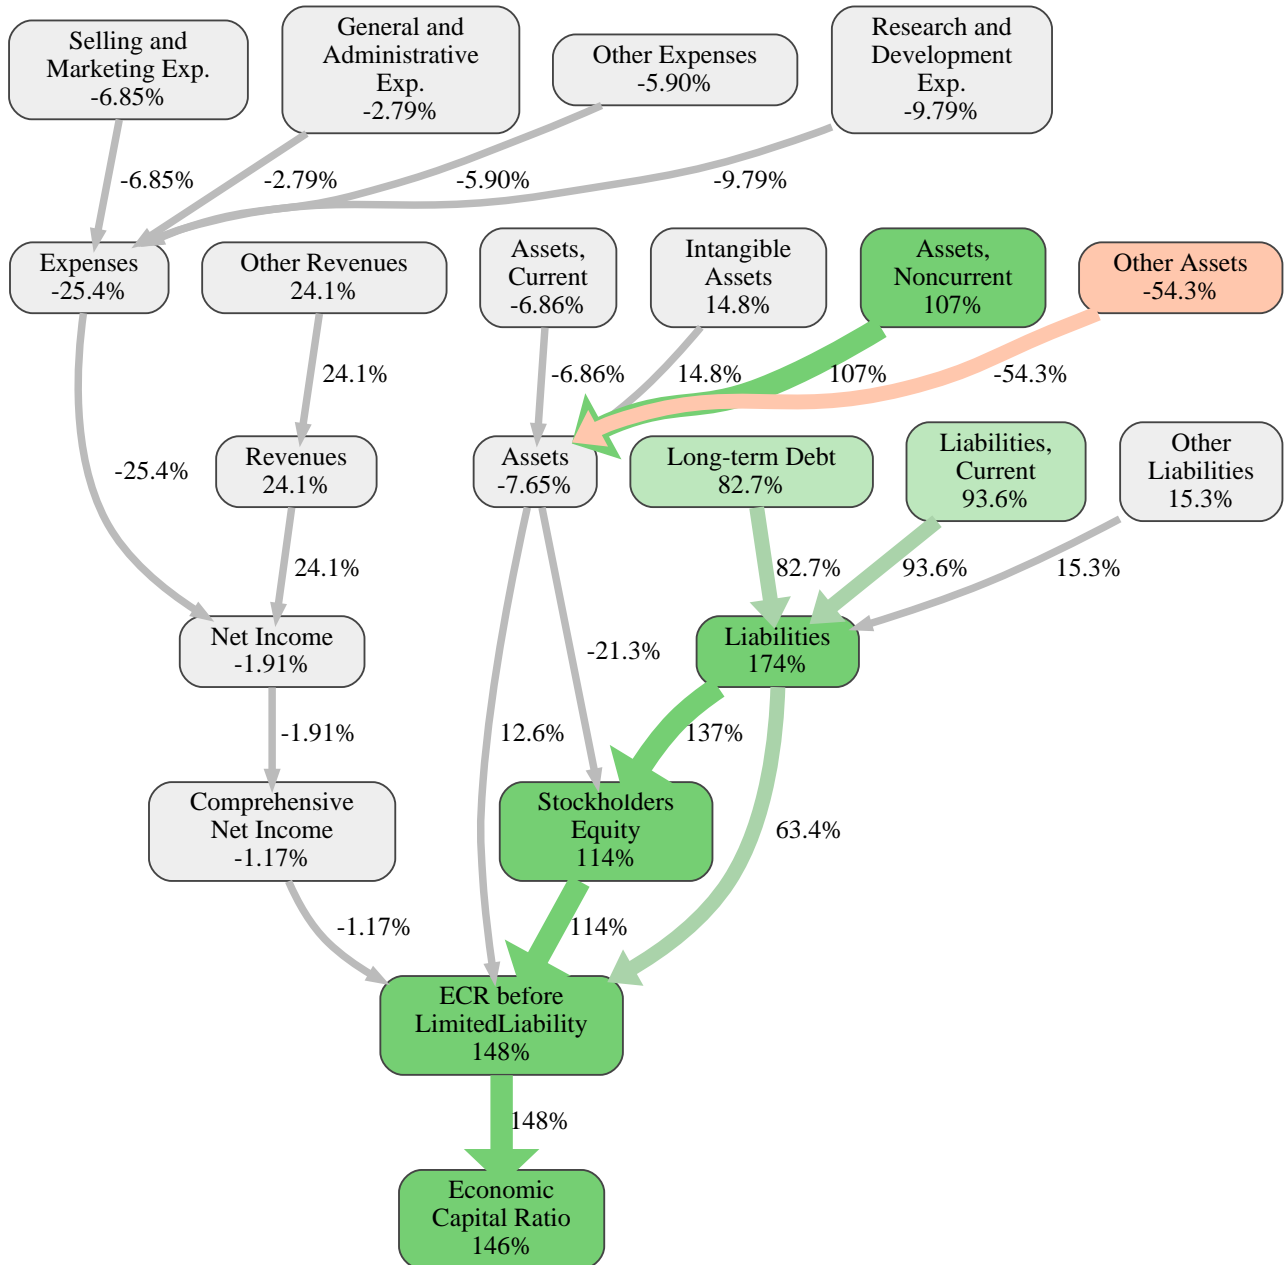 Selling and
Marketing Exp.
-6.85%
General and
Administrative
Exp.
-2.79%
Other Expenses
-5.90%
Research and
Development
Exp.
-9.79%
-6.85%
-2.79%
-5.90%
-9.79%
Expenses
-25.4%
Other Revenues
24.1%
Assets,
Current
-6.86%
Intangible
Assets
14.8%
Assets,
Noncurrent
107%
Other Assets
-54.3%
24.1%
-6.86%
14.8%
107%
-54.3%
-25.4%
Revenues
24.1%
Assets
-7.65%
Long-term Debt
82.7%
Liabilities,
Current
93.6%
Other
Liabilities
15.3%
24.1%
82.7%
93.6%
15.3%
Net Income
-1.91%
-21.3%
Liabilities
174%
-1.91%
12.6%
137%
Comprehensive
Net Income
-1.17%
Stockholders
Equity
114%
63.4%
-1.17%
114%
ECR before
LimitedLiability
148%
148%
Economic
Capital Ratio
146%